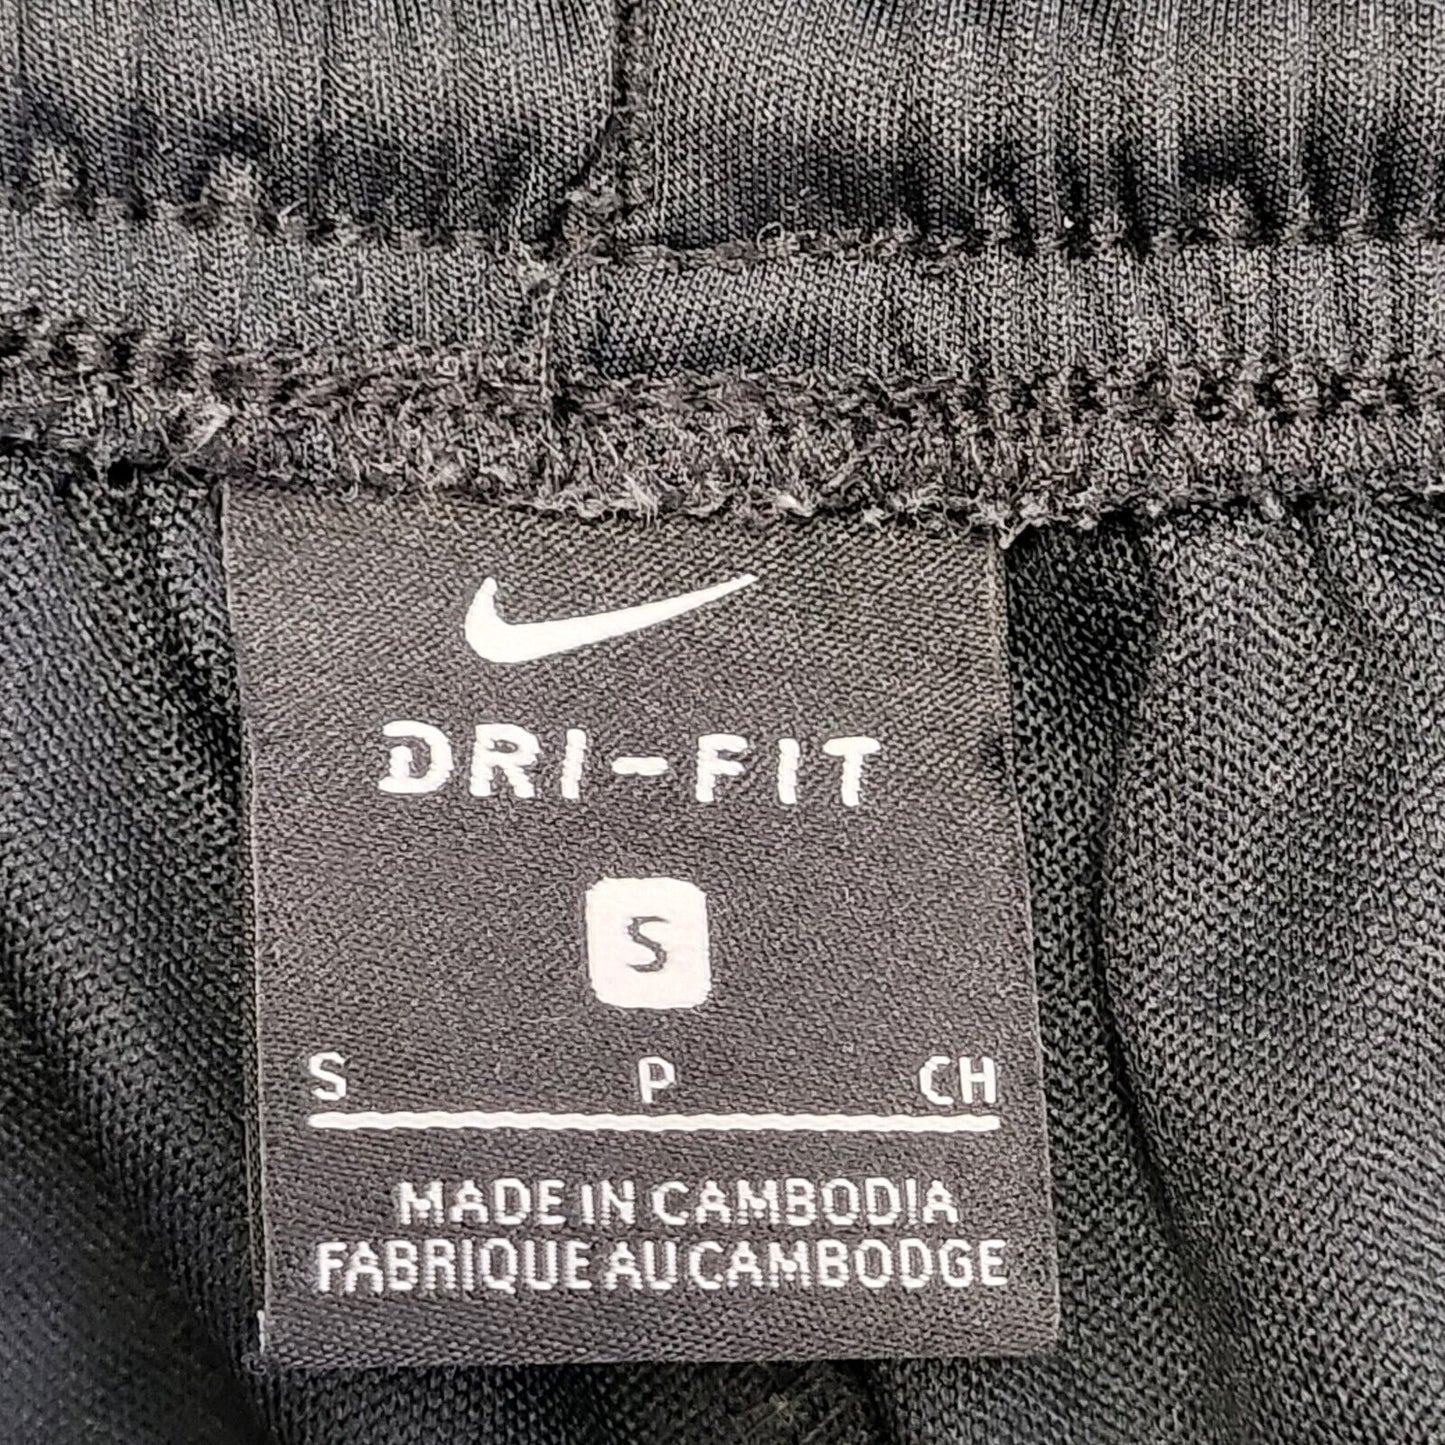 DRI-FIT
S
S P CH
MADE IN CAMBODIA
FABRIQUE AU CAMBODGE